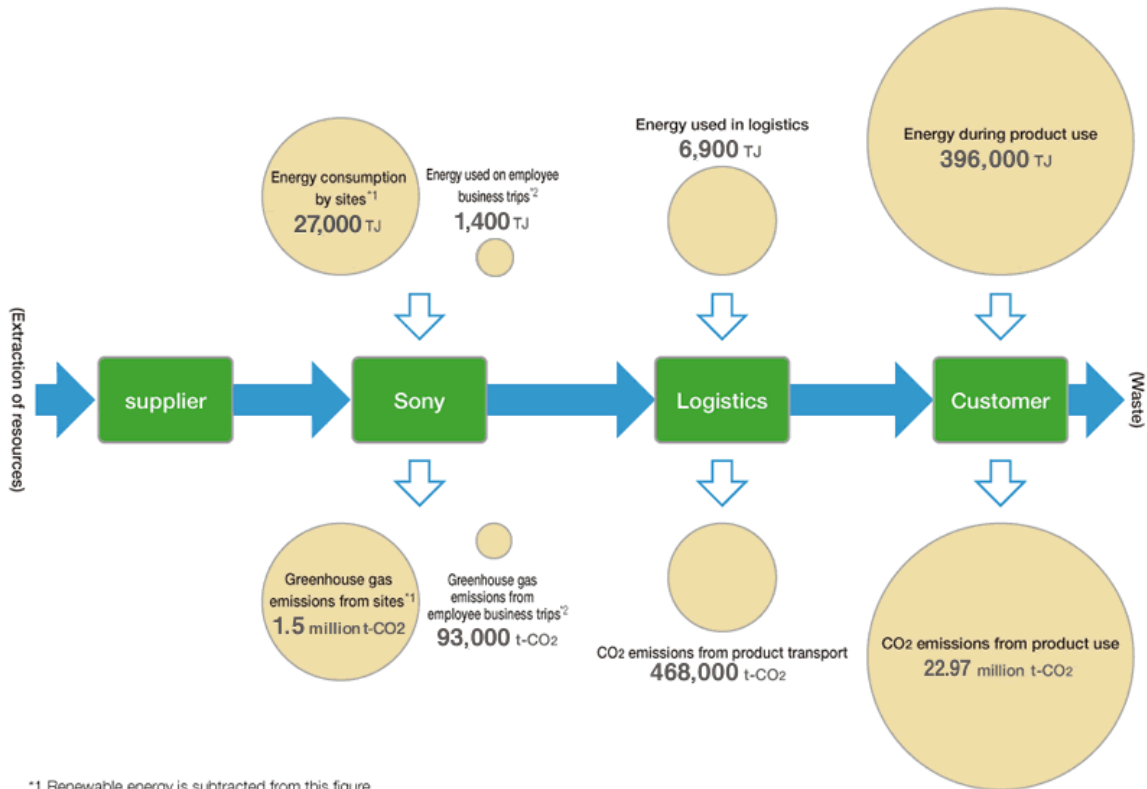 Energy consumption
by sites*1
27,000 TJ
Energy used on employee
business trips*2
1,400 TJ
Energy used in logistics
6,900 TJ
Energy during product use
396,000 TJ
(Extraction of resources)
supplier
Sony
Logistics
Customer
(Waste)
Greenhouse gas
emissions from sites*1
1.5 million t-CO2
Greenhouse gas
emissions from
employee business trips*2
93,000 t-CO2
CO2 emissions from product transport
468,000 t-CO2
CO2 emissions from product use
22.97 million t-CO2
*1 Renewable energy is subtracted from this figure